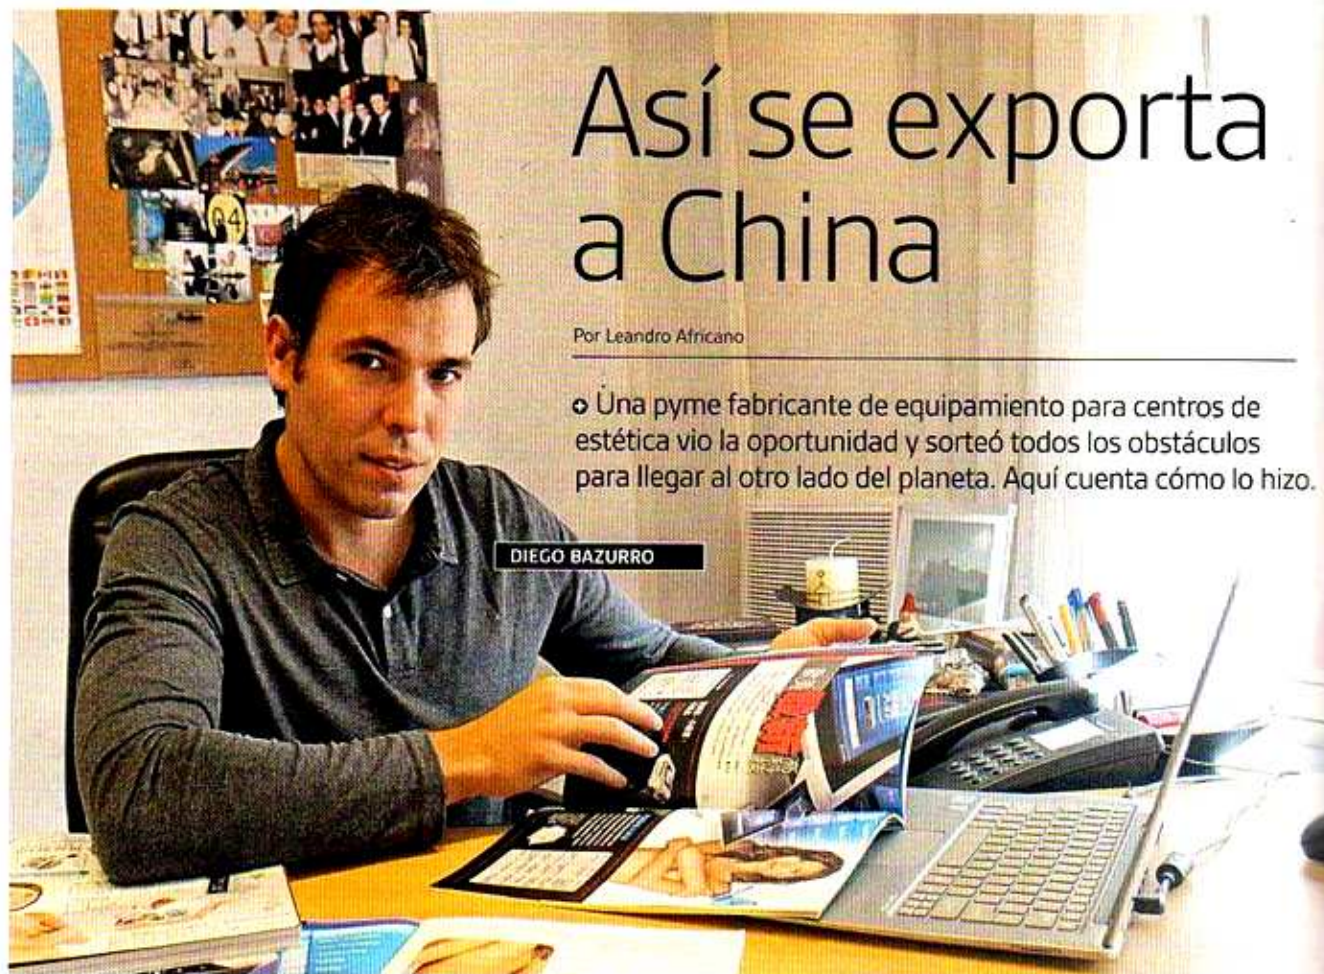 Así se exporta
a China
Por Leandro Africano
Una pyme fabricante de equipamiento para centros de
estética vio la oportunidad y sorteó todos los obstáculos
para llegar al otro lado del planeta. Aquí cuenta cómo lo hizo.
DIEGO BAZURRO
04